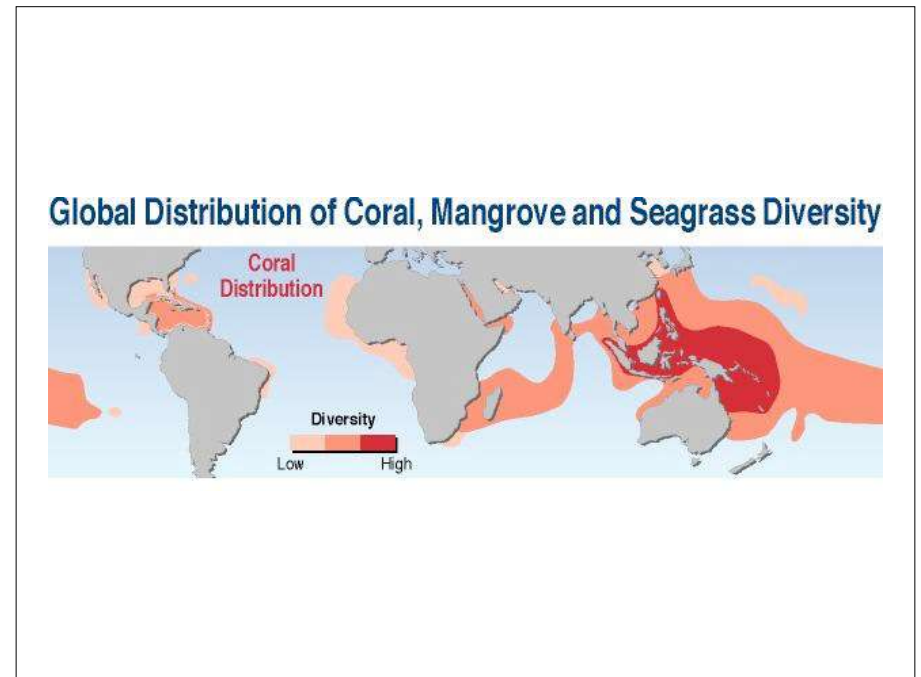 Global Distribution of Coral, Mangrove and Seagrass Diversity
Coral
Distribution
Diversity
Low High